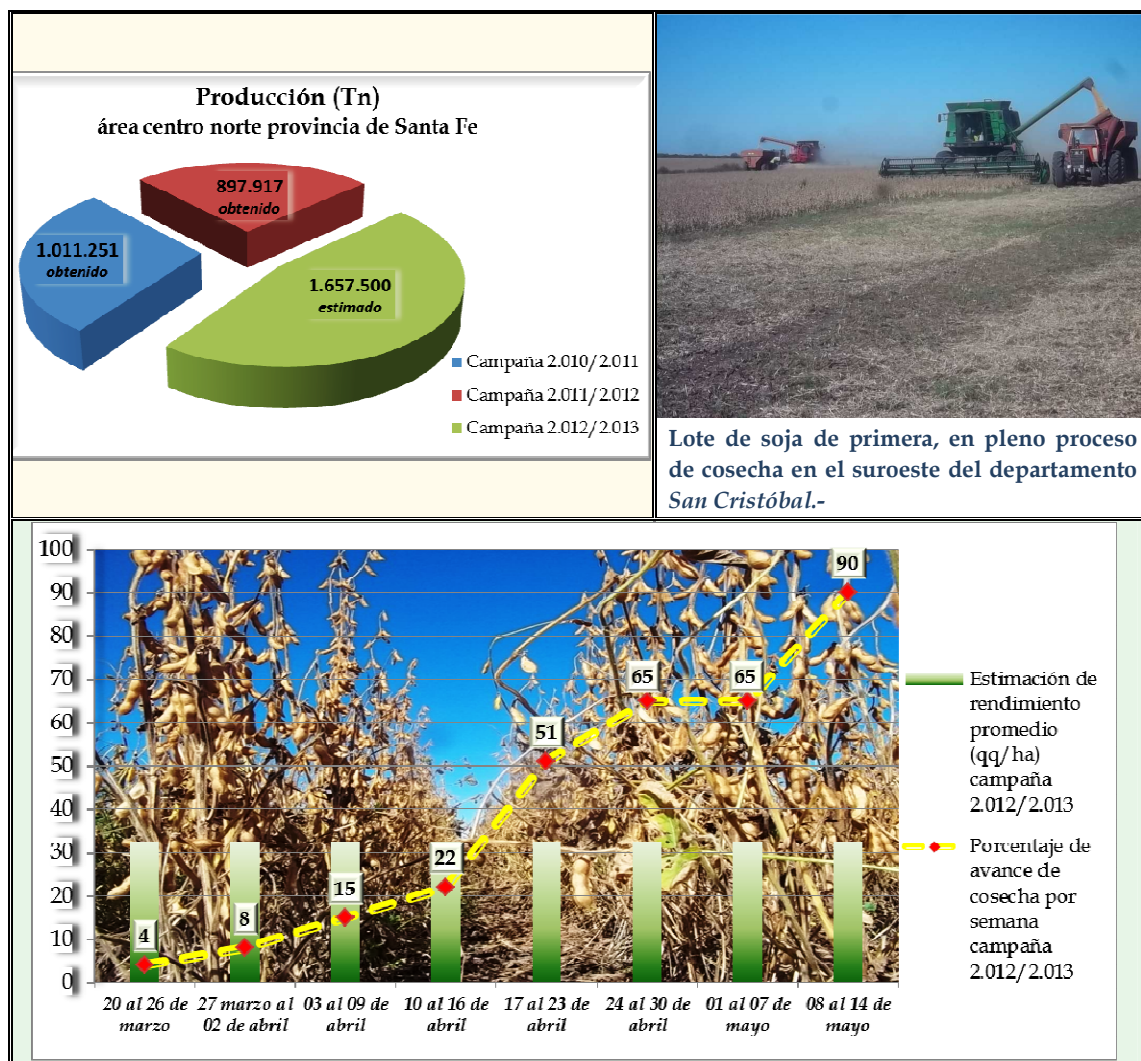 Producción (Tn)
área centro norte provincia de Santa Fe
897.917
obtenido
1.011.251
obtenido
1.657.500
estimado
Campaña 2.010/2.011
Campaña 2.011/2.012
Campaña 2.012/2.013
Lote de soja de primera, en pleno proceso
de cosecha en el suroeste del departamento
San Cristóbal.-
100
90
80
70
60
50
40
30
20
10
0
4
8
15
22
51
65
65
90
20 al 26 de
marzo
27 marzo al
02 de abril
03 al 09 de
abril
10 al 16 de
abril
17 al 23 de
abril
24 al 30 de
abril
01 al 07 de
mayo
08 al 14 de
mayo
Estimación de
rendimiento
promedio
(qq/ha)
campaña
2.012/2.013
Porcentaje de
avance de
cosecha por
semana
campaña
2.012/2.013